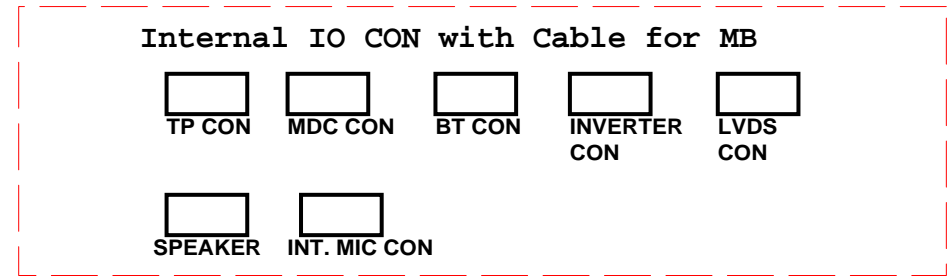 Internal IO CON with Cable for MB
TP CON MDC CON BT CON INVERTER CON LVDS CON
SPEAKER INT. MIC CON